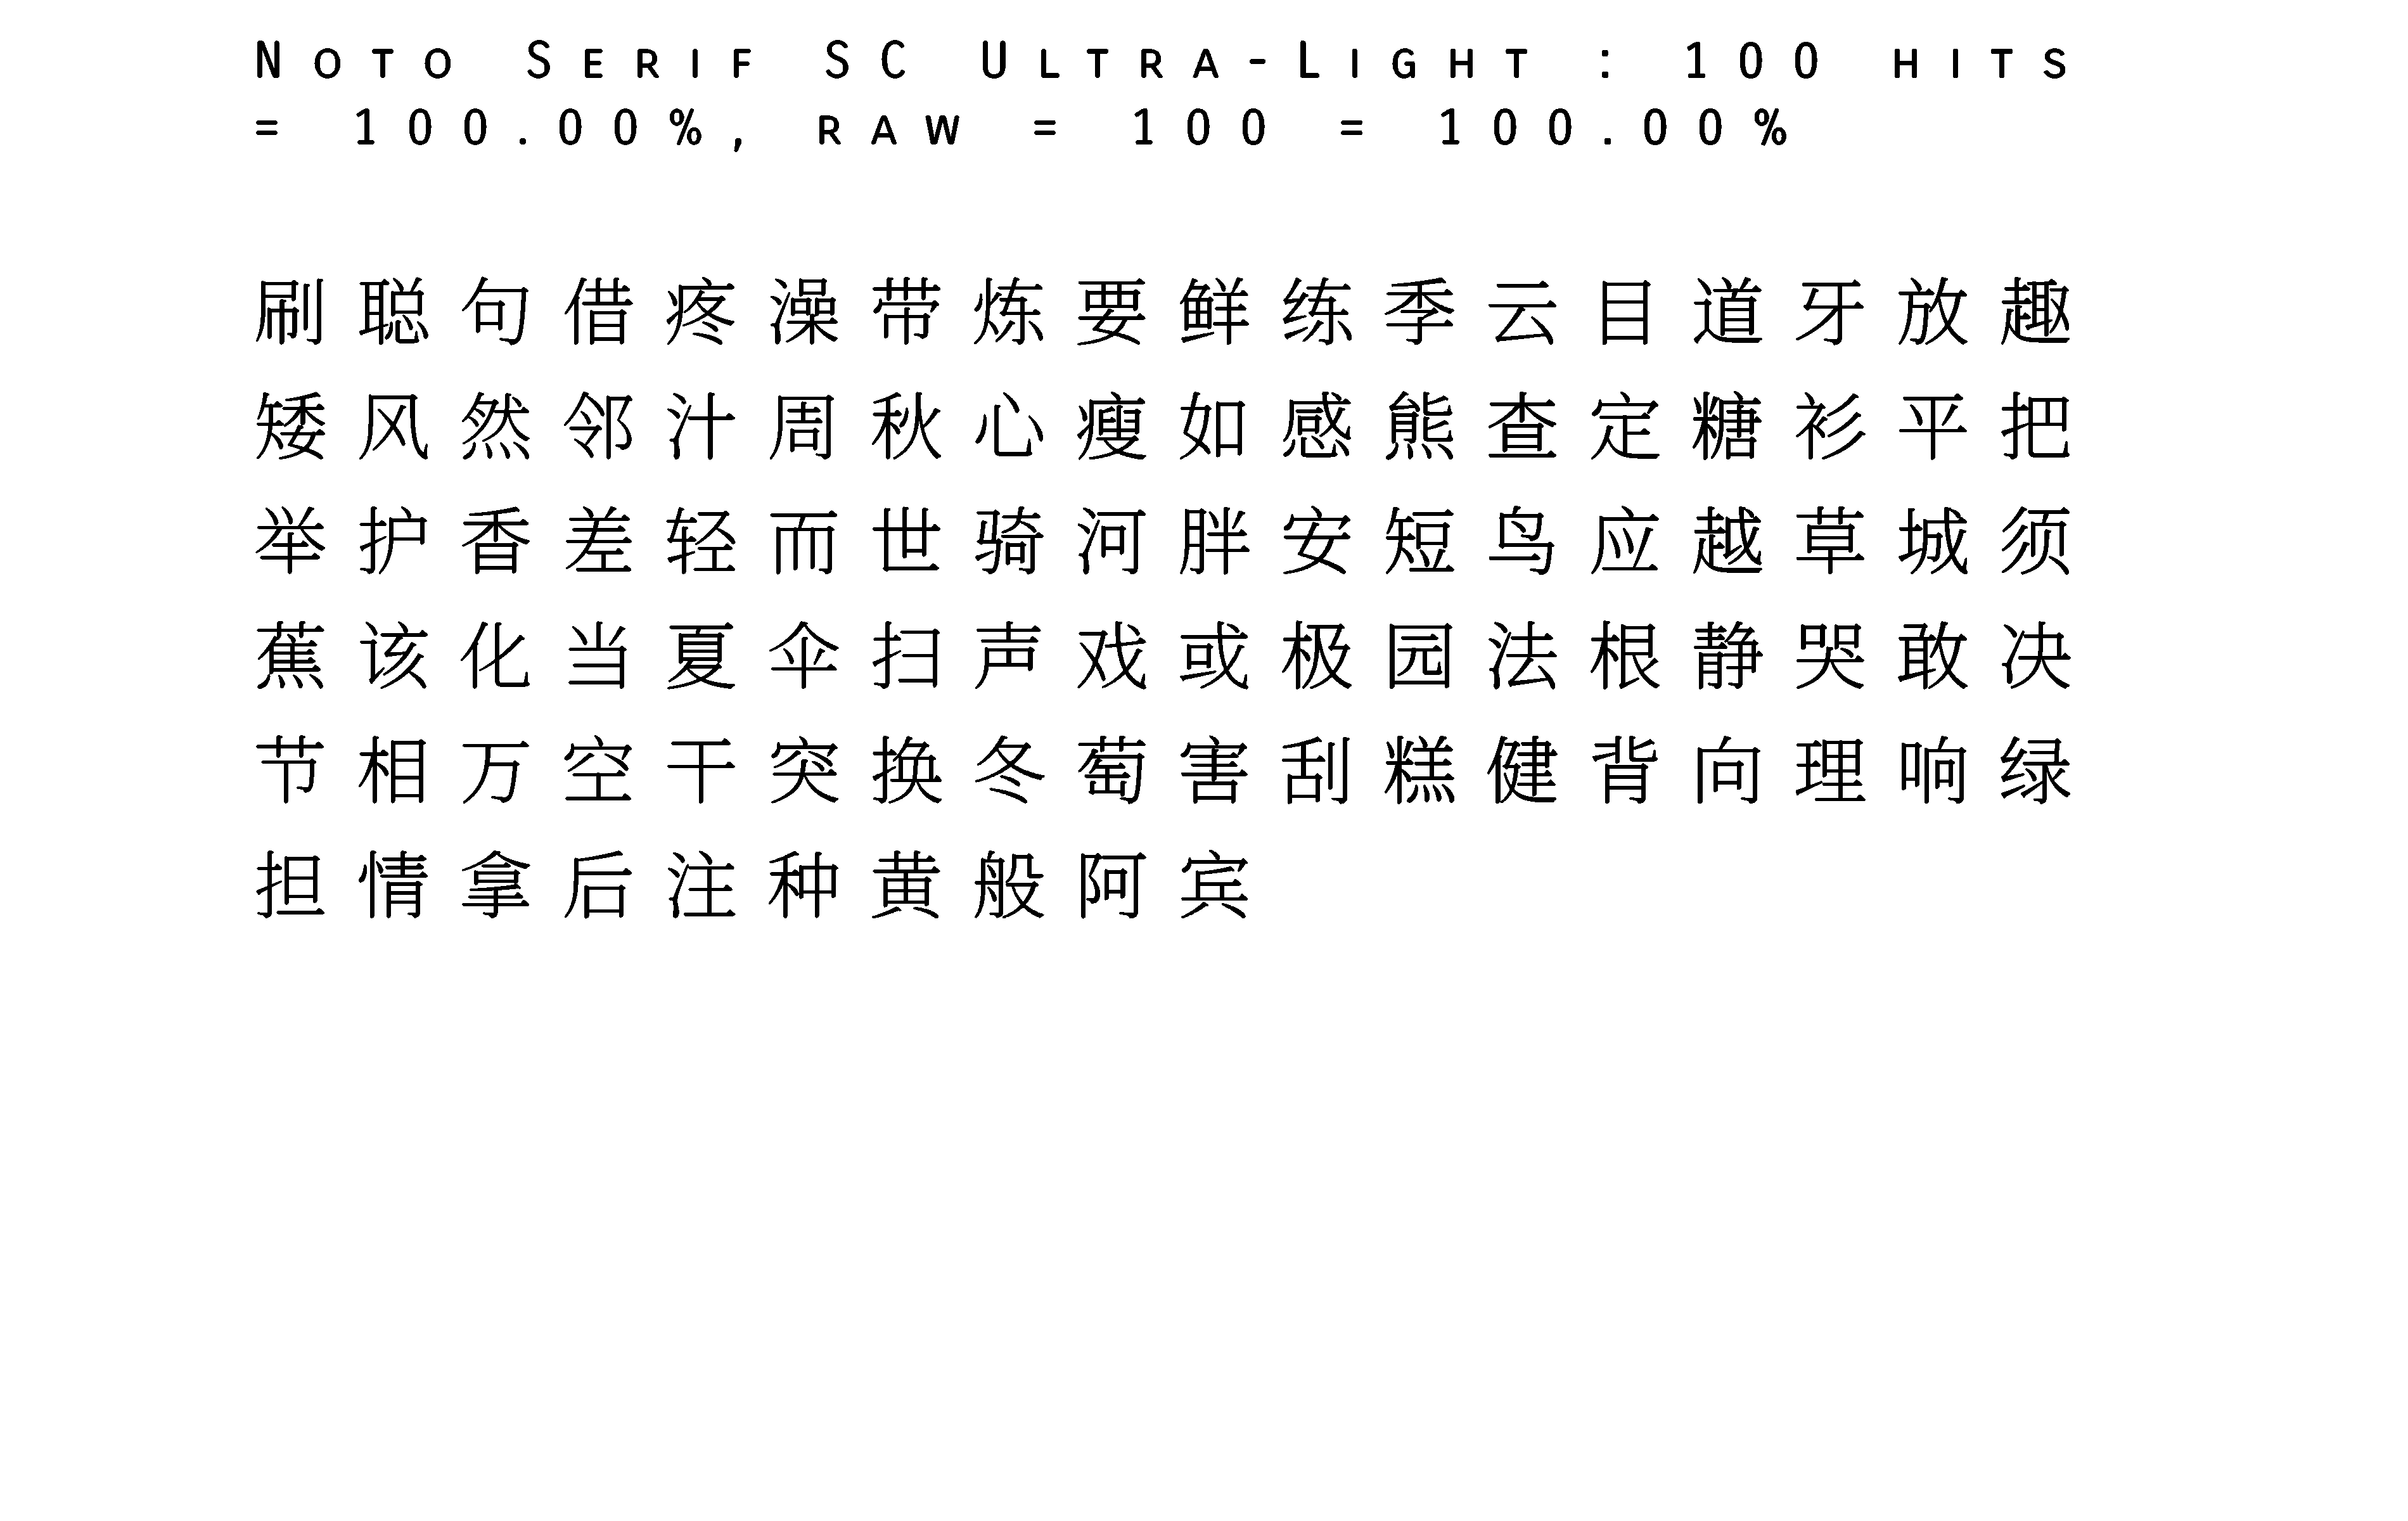 Noto Serif SC Ultra-Light : 100 hits
= 100.00%, raw = 100 = 100.00%
刷聪句借疼澡带炼要鲜练季云目道牙放趣
矮风然邻汁周秋心瘦如感熊查定糖衫平把
举护香差轻而世骑河胖安短鸟应越草城须
蕉该化当夏伞扫声戏或极园法根静哭敢决
节相万空干突换冬萄害刮糕健背向理响绿
担情拿后注种黄般阿宾